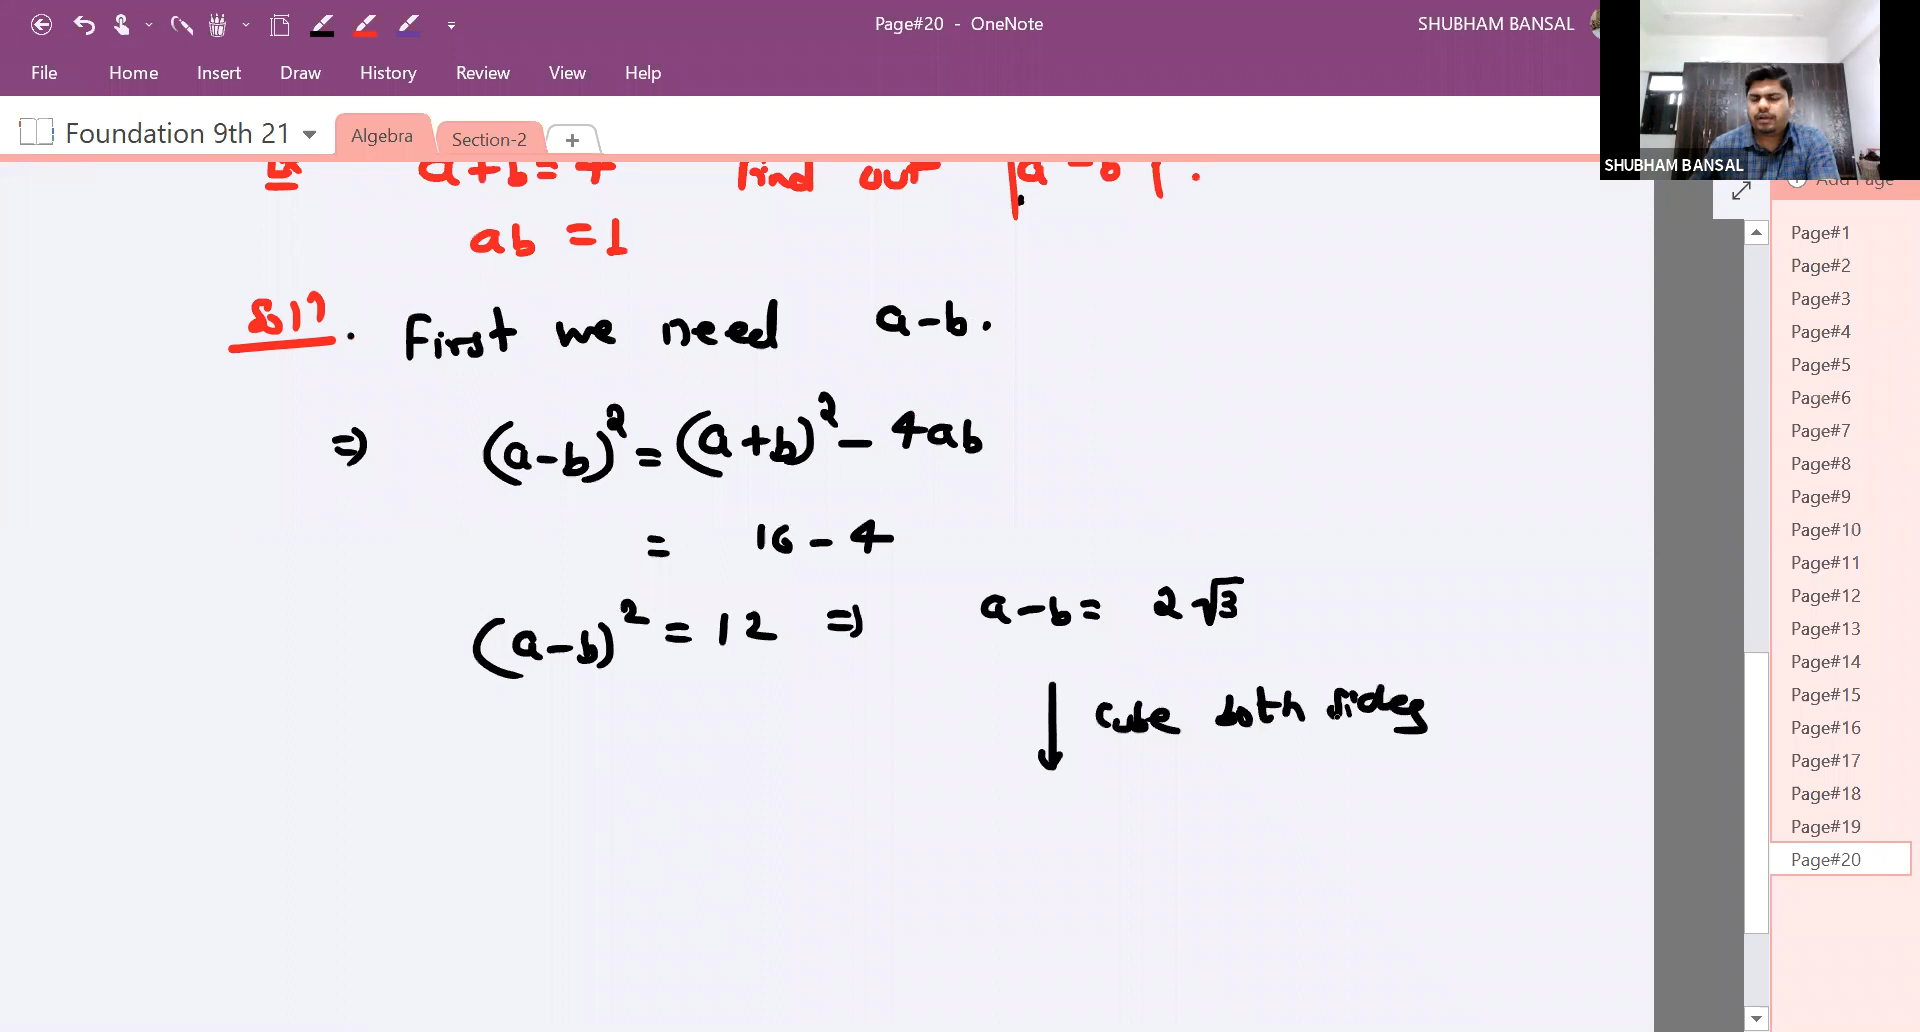 Page#20 - OneNote
SHUBHAM BANSAL
File Home Insert Draw History Review View Help
SHUBHAM BANSAL
Foundation 9th 21
Algebra
Section-2
+
Add Page
a+b=4 find out
ab = 1
Sol?. First we need a-b.
⇒ (a-b)² = (a+b)² - 4ab
= 16 - 4
(a-b)² = 12 ⇒ a-b = 2√3
↓ cube both sides
Page#1
Page#2
Page#3
Page#4
Page#5
Page#6
Page#7
Page#8
Page#9
Page#10
Page#11
Page#12
Page#13
Page#14
Page#15
Page#16
Page#17
Page#18
Page#19
Page#20